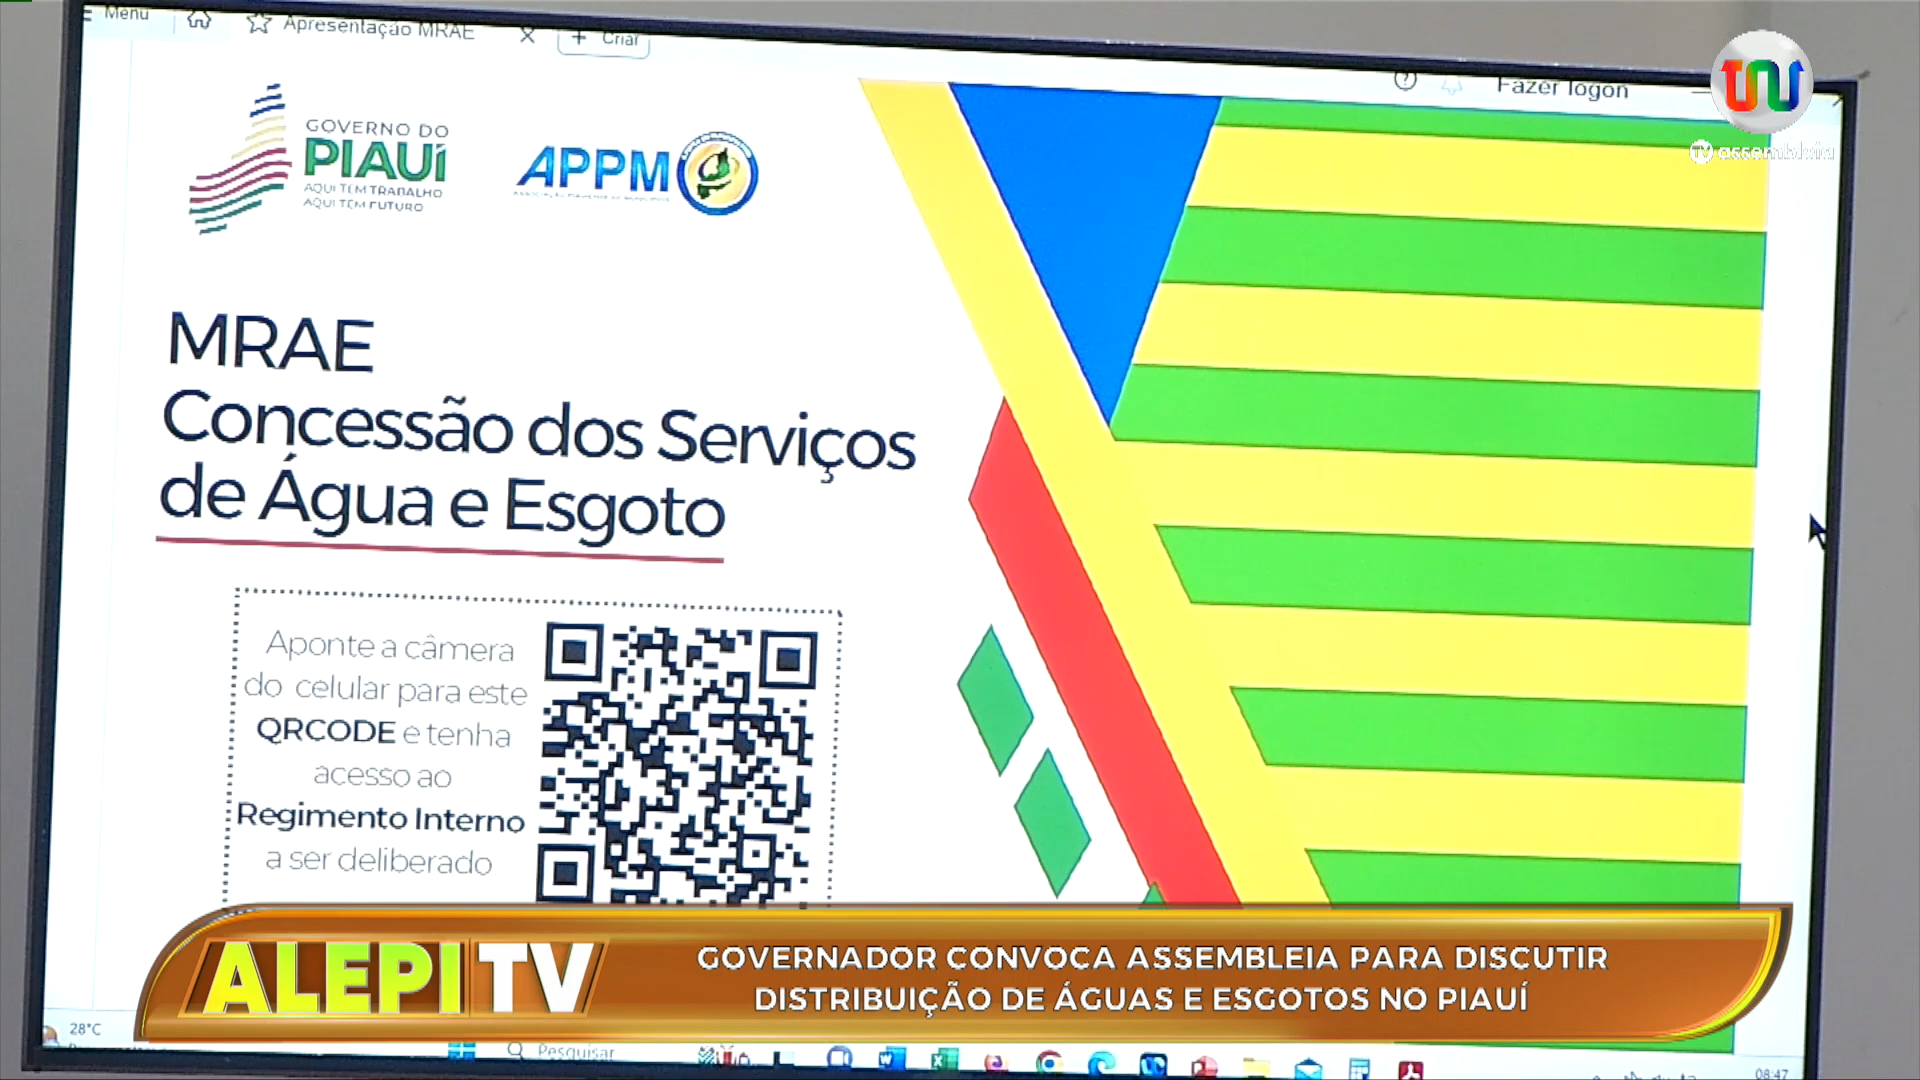 Menu
Apresentação MRAE
Criar
Fazer logon
assembleia
GOVERNO DO
PIAUÍ
AQUI TEM TRABALHO
AQUI TEM FUTURO
APPM
MRAE
Concessão dos Serviços
de Água e Esgoto
Aponte a câmera
do celular para este
QRCODE e tenha
acesso ao
Regimento Interno
a ser deliberado
ALEPI TV
GOVERNADOR CONVOCA ASSEMBLEIA PARA DISCUTIR
DISTRIBUIÇÃO DE ÁGUAS E ESGOTOS NO PIAUÍ
28°C
Pesquisar
08:47